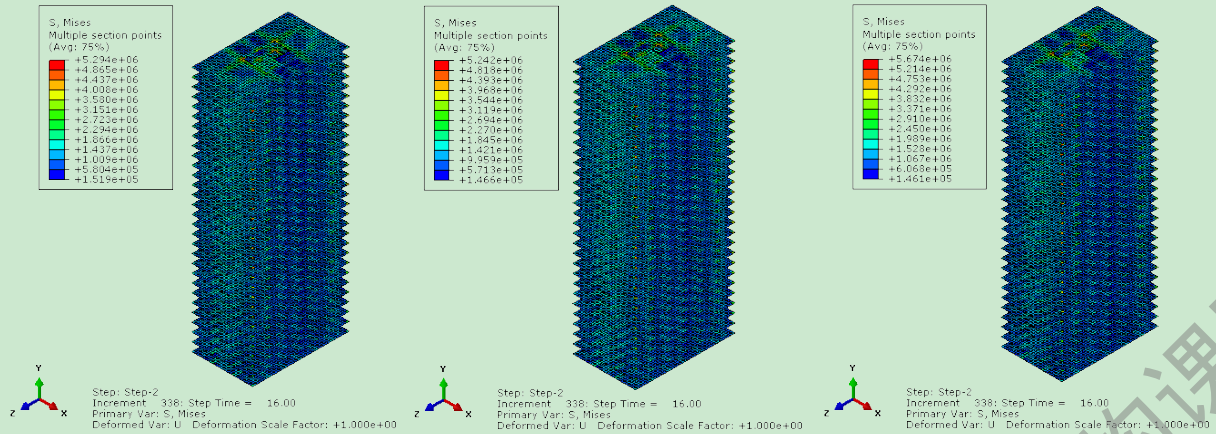 S, Mises
Multiple section points
(Avg: 75%)
+5.294e+06
+4.865e+06
+4.437e+06
+4.008e+06
+3.580e+06
+3.151e+06
+2.723e+06
+2.294e+06
+1.866e+06
+1.437e+06
+1.009e+06
+5.804e+05
+1.519e+05
Y
Z
X
Step: Step-2
Increment 338: Step Time = 16.00
Primary Var: S, Mises
Deformed Var: U Deformation Scale Factor: +1.000e+00
S, Mises
Multiple section points
(Avg: 75%)
+5.242e+06
+4.818e+06
+4.393e+06
+3.968e+06
+3.544e+06
+3.119e+06
+2.694e+06
+2.270e+06
+1.845e+06
+1.421e+06
+9.959e+05
+5.713e+05
+1.466e+05
Y
Z
X
Step: Step-2
Increment 338: Step Time = 16.00
Primary Var: S, Mises
Deformed Var: U Deformation Scale Factor: +1.000e+00
S, Mises
Multiple section points
(Avg: 75%)
+5.674e+06
+5.214e+06
+4.753e+06
+4.292e+06
+3.832e+06
+3.371e+06
+2.910e+06
+2.450e+06
+1.989e+06
+1.528e+06
+1.067e+06
+6.068e+05
+1.461e+05
Y
Z
X
Step: Step-2
Increment 338: Step Time = 16.00
Primary Var: S, Mises
Deformed Var: U Deformation Scale Factor: +1.000e+00
的课